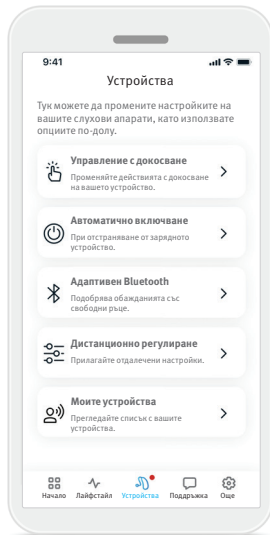 9:41
Устройства
Тук можете да промените настройките на
вашите слухови апарати, като използвате
опциите по-долу.
Управление с докосване
Променяйте действията с докосване
на вашето устройство.
Автоматично включване
При отстраняване от зарядното
устройство.
Адаптивен Bluetooth
Подобрява обажданията със
свободни ръце.
Дистанционно регулиране
Прилагайте отдалечени настройки.
Моите устройства
Прегледайте списък с вашите
устройства.
Начало Лайфстайл Устройства Поддръжка Още